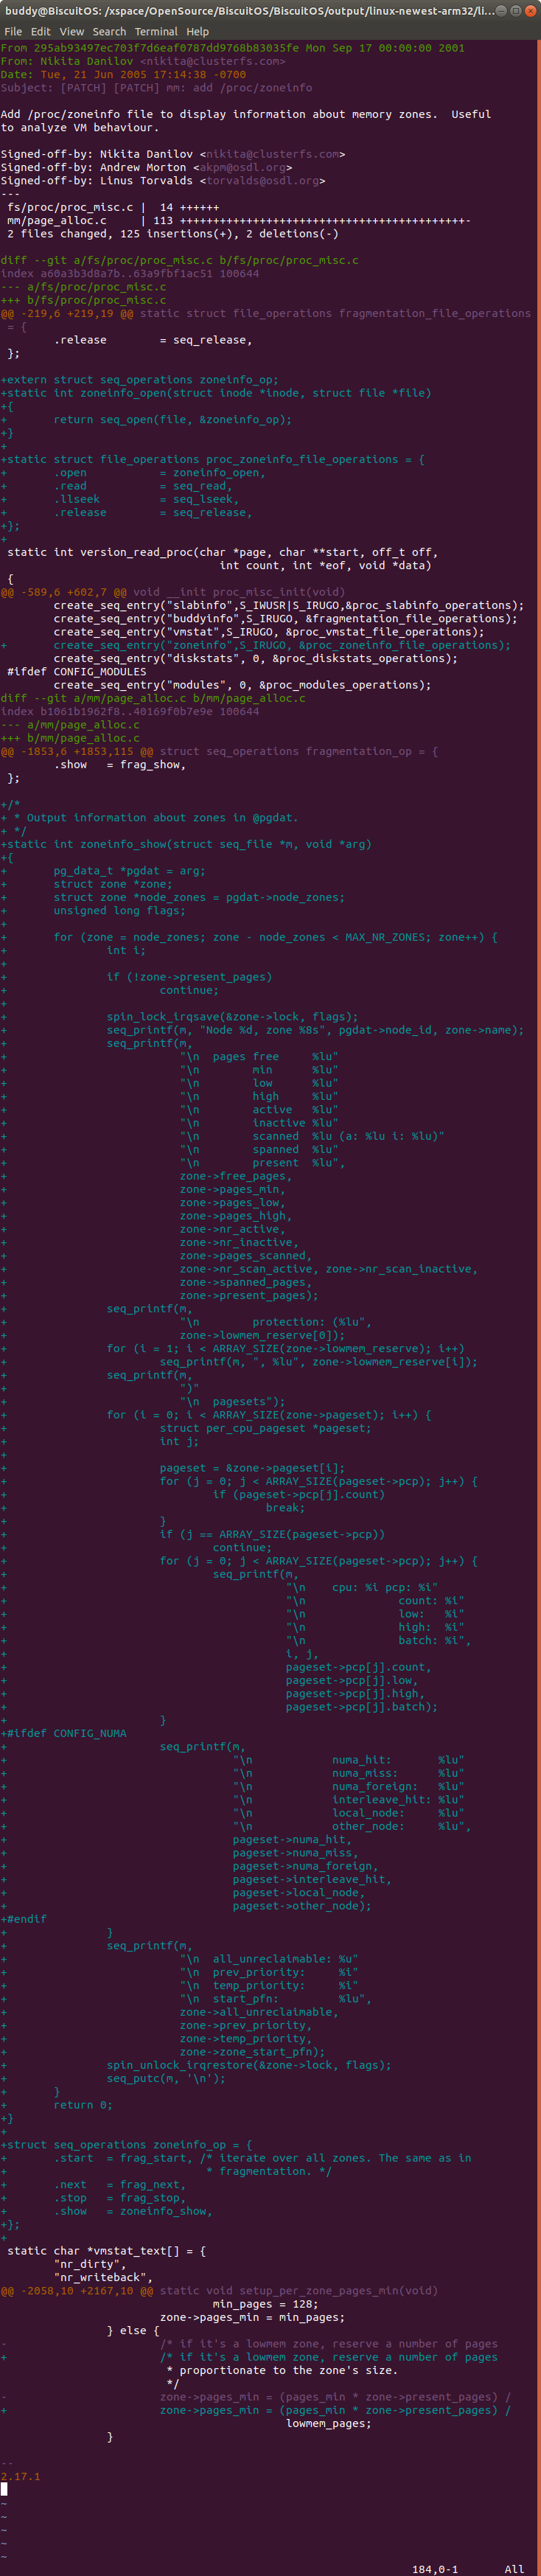 buddy@BiscuitOS: /xspace/OpenSource/BiscuitOS/BiscuitOS/output/linux-newest-arm32/li...
File Edit View Search Terminal Help
From 295ab93497ec703f7d6eaf0787dd9768b83035fe Mon Sep 17 00:00:00 2001
From: Nikita Danilov <nikita@clusterfs.com>
Date: Tue, 21 Jun 2005 17:14:38 -0700
Subject: [PATCH] [PATCH] mm: add /proc/zoneinfo

Add /proc/zoneinfo file to display information about memory zones.  Useful
to analyze VM behaviour.

Signed-off-by: Nikita Danilov <nikita@clusterfs.com>
Signed-off-by: Andrew Morton <akpm@osdl.org>
Signed-off-by: Linus Torvalds <torvalds@osdl.org>
---
 fs/proc/proc_misc.c |  14 ++++++
 mm/page_alloc.c     | 113 +++++++++++++++++++++++++++++++++++++++++++-
 2 files changed, 125 insertions(+), 2 deletions(-)

diff --git a/fs/proc/proc_misc.c b/fs/proc/proc_misc.c
index a60a3b3d8a7b..63a9fbf1ac51 100644
--- a/fs/proc/proc_misc.c
+++ b/fs/proc/proc_misc.c
@@ -219,6 +219,19 @@ static struct file_operations fragmentation_file_operations
 = {
        .release        = seq_release,
 };

+extern struct seq_operations zoneinfo_op;
+static int zoneinfo_open(struct inode *inode, struct file *file)
+{
+       return seq_open(file, &zoneinfo_op);
+}
+
+static struct file_operations proc_zoneinfo_file_operations = {
+       .open           = zoneinfo_open,
+       .read           = seq_read,
+       .llseek         = seq_lseek,
+       .release        = seq_release,
+};
+
 static int version_read_proc(char *page, char **start, off_t off,
                                 int count, int *eof, void *data)
 {
@@ -589,6 +602,7 @@ void __init proc_misc_init(void)
        create_seq_entry("slabinfo",S_IWUSR|S_IRUGO,&proc_slabinfo_operations);
        create_seq_entry("buddyinfo",S_IRUGO, &fragmentation_file_operations);
        create_seq_entry("vmstat",S_IRUGO, &proc_vmstat_file_operations);
+       create_seq_entry("zoneinfo",S_IRUGO, &proc_zoneinfo_file_operations);
        create_seq_entry("diskstats", 0, &proc_diskstats_operations);
 #ifdef CONFIG_MODULES
        create_seq_entry("modules", 0, &proc_modules_operations);
diff --git a/mm/page_alloc.c b/mm/page_alloc.c
index b1061b1962f8..40169f0b7e9e 100644
--- a/mm/page_alloc.c
+++ b/mm/page_alloc.c
@@ -1853,6 +1853,115 @@ struct seq_operations fragmentation_op = {
        .show   = frag_show,
 };

+/*
+ * Output information about zones in @pgdat.
+ */
+static int zoneinfo_show(struct seq_file *m, void *arg)
+{
+       pg_data_t *pgdat = arg;
+       struct zone *zone;
+       struct zone *node_zones = pgdat->node_zones;
+       unsigned long flags;
+
+       for (zone = node_zones; zone - node_zones < MAX_NR_ZONES; zone++) {
+               int i;
+
+               if (!zone->present_pages)
+                       continue;
+
+               spin_lock_irqsave(&zone->lock, flags);
+               seq_printf(m, "Node %d, zone %8s", pgdat->node_id, zone->name);
+               seq_printf(m,
+                          "\n  pages free     %lu"
+                          "\n        min      %lu"
+                          "\n        low      %lu"
+                          "\n        high     %lu"
+                          "\n        active   %lu"
+                          "\n        inactive %lu"
+                          "\n        scanned  %lu (a: %lu i: %lu)"
+                          "\n        spanned  %lu"
+                          "\n        present  %lu",
+                          zone->free_pages,
+                          zone->pages_min,
+                          zone->pages_low,
+                          zone->pages_high,
+                          zone->nr_active,
+                          zone->nr_inactive,
+                          zone->pages_scanned,
+                          zone->nr_scan_active, zone->nr_scan_inactive,
+                          zone->spanned_pages,
+                          zone->present_pages);
+               seq_printf(m,
+                          "\n        protection: (%lu",
+                          zone->lowmem_reserve[0]);
+               for (i = 1; i < ARRAY_SIZE(zone->lowmem_reserve); i++)
+                       seq_printf(m, ", %lu", zone->lowmem_reserve[i]);
+               seq_printf(m,
+                          ")"
+                          "\n  pagesets");
+               for (i = 0; i < ARRAY_SIZE(zone->pageset); i++) {
+                       struct per_cpu_pageset *pageset;
+                       int j;
+
+                       pageset = &zone->pageset[i];
+                       for (j = 0; j < ARRAY_SIZE(pageset->pcp); j++) {
+                               if (pageset->pcp[j].count)
+                                       break;
+                       }
+                       if (j == ARRAY_SIZE(pageset->pcp))
+                               continue;
+                       for (j = 0; j < ARRAY_SIZE(pageset->pcp); j++) {
+                               seq_printf(m,
+                                          "\n    cpu: %i pcp: %i"
+                                          "\n              count: %i"
+                                          "\n              low:   %i"
+                                          "\n              high:  %i"
+                                          "\n              batch: %i",
+                                          i, j,
+                                          pageset->pcp[j].count,
+                                          pageset->pcp[j].low,
+                                          pageset->pcp[j].high,
+                                          pageset->pcp[j].batch);
+                       }
+#ifdef CONFIG_NUMA
+                       seq_printf(m,
+                                  "\n            numa_hit:       %lu"
+                                  "\n            numa_miss:      %lu"
+                                  "\n            numa_foreign:   %lu"
+                                  "\n            interleave_hit: %lu"
+                                  "\n            local_node:     %lu"
+                                  "\n            other_node:     %lu",
+                                  pageset->numa_hit,
+                                  pageset->numa_miss,
+                                  pageset->numa_foreign,
+                                  pageset->interleave_hit,
+                                  pageset->local_node,
+                                  pageset->other_node);
+#endif
+               }
+               seq_printf(m,
+                          "\n  all_unreclaimable: %u"
+                          "\n  prev_priority:     %i"
+                          "\n  temp_priority:     %i"
+                          "\n  start_pfn:         %lu",
+                          zone->all_unreclaimable,
+                          zone->prev_priority,
+                          zone->temp_priority,
+                          zone->zone_start_pfn);
+               spin_unlock_irqrestore(&zone->lock, flags);
+               seq_putc(m, '\n');
+       }
+       return 0;
+}
+
+struct seq_operations zoneinfo_op = {
+       .start  = frag_start, /* iterate over all zones. The same as in
+                              * fragmentation. */
+       .next   = frag_next,
+       .stop   = frag_stop,
+       .show   = zoneinfo_show,
+};
+
 static char *vmstat_text[] = {
        "nr_dirty",
        "nr_writeback",
@@ -2058,10 +2167,10 @@ static void setup_per_zone_pages_min(void)
                                min_pages = 128;
                        zone->pages_min = min_pages;
                } else {
-                       /* if it's a lowmem zone, reserve a number of pages
+                       /* if it's a lowmem zone, reserve a number of pages
                         * proportionate to the zone's size.
                         */
-                       zone->pages_min = (pages_min * zone->present_pages) /
+                       zone->pages_min = (pages_min * zone->present_pages) /
                                           lowmem_pages;
                }

--
2.17.1

~
~
~
~
~
184,0-1       All